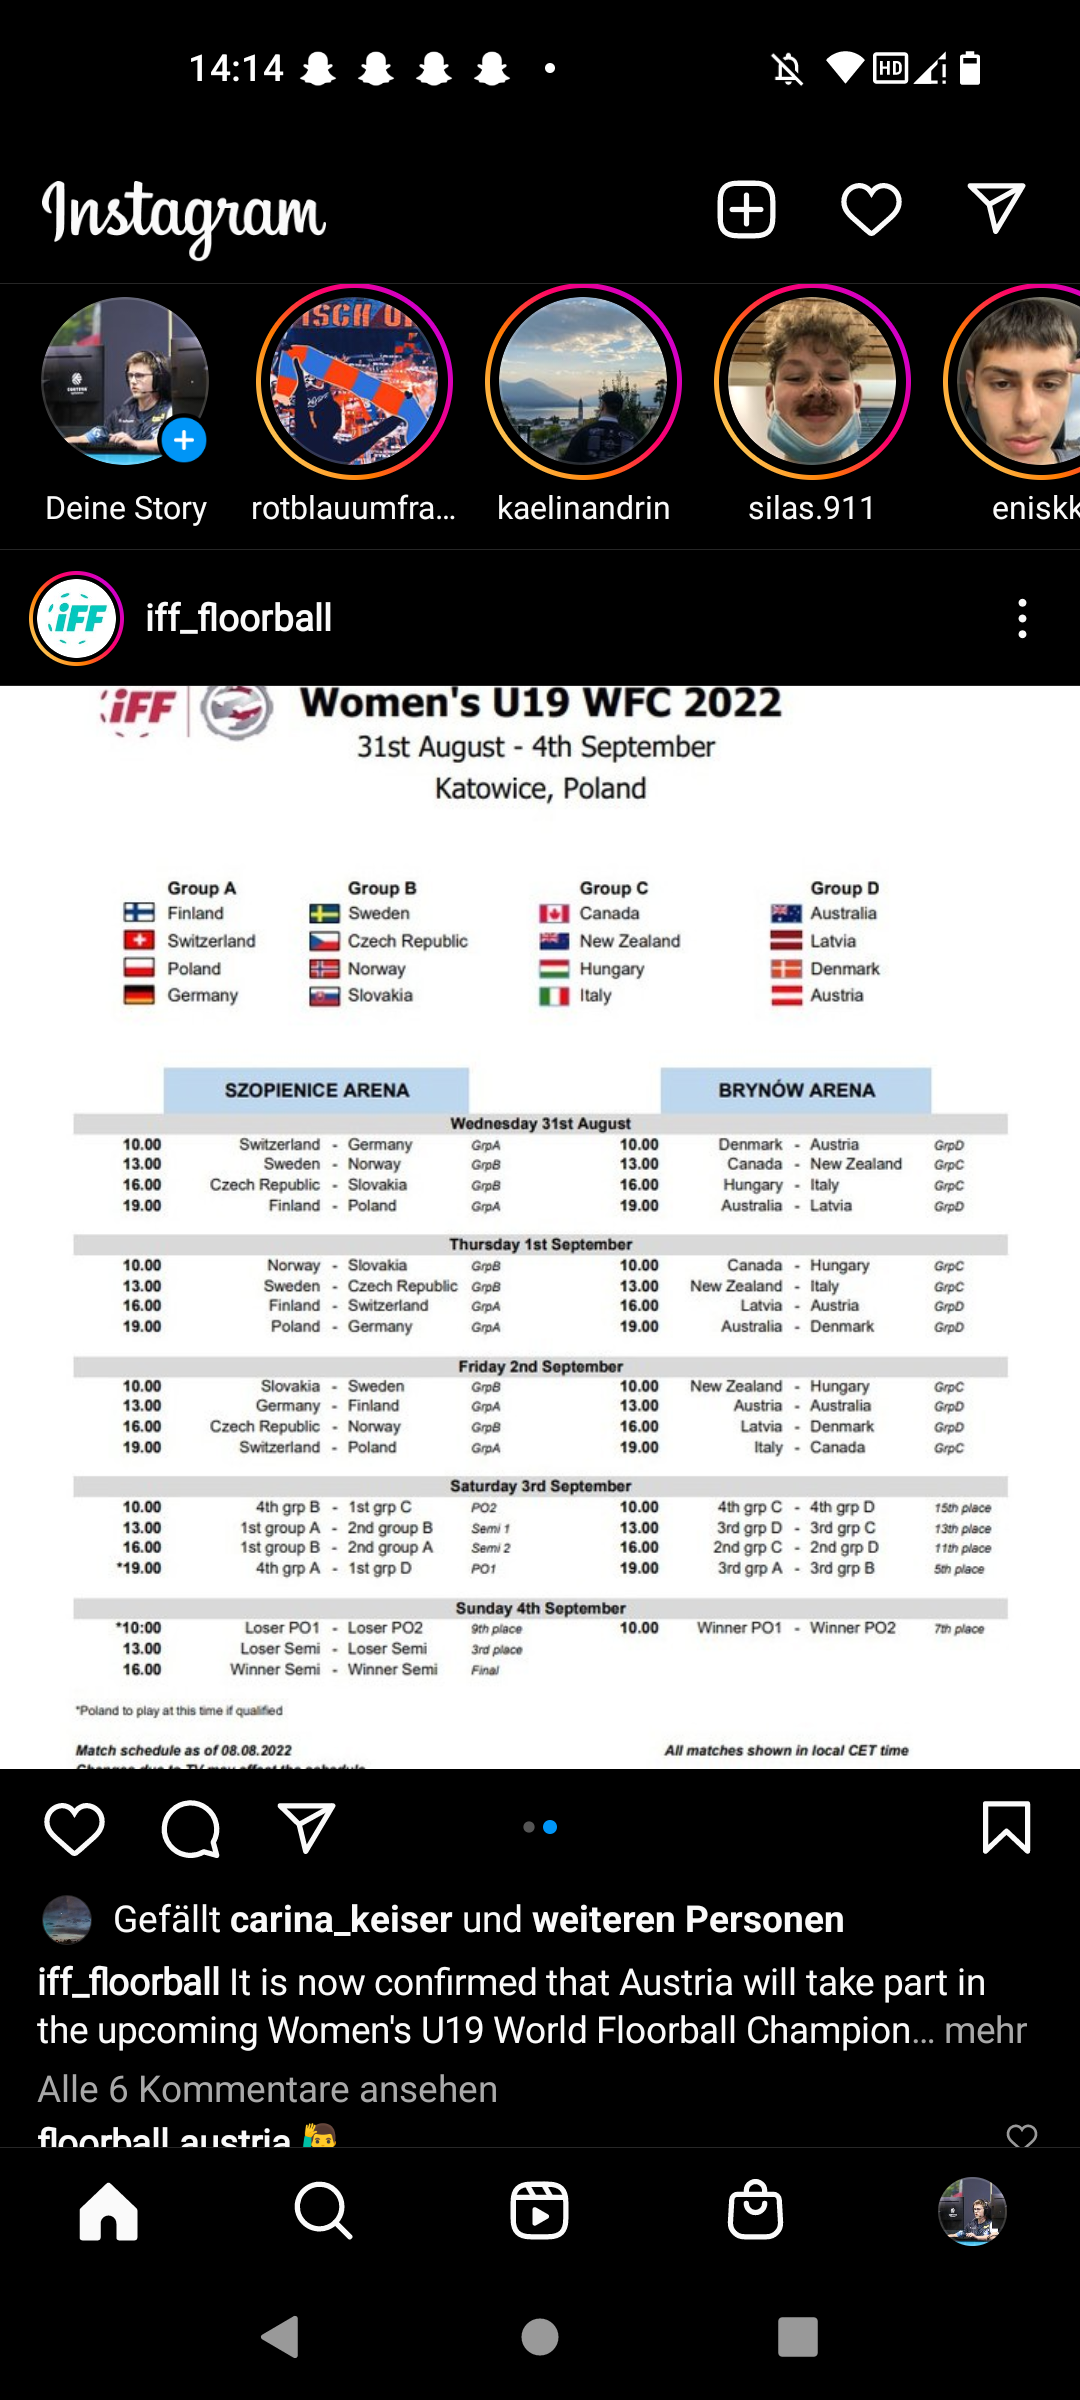 14:14
HD
Instagram
ISCH
Deine Story
rotblauumfra...
kaelinandrin
silas.911
eniskk
iFF
iff_floorball
iFF
Women's U19 WFC 2022
31st August - 4th September
Katowice, Poland
Group A Group B Group C Group D
Finland Sweden Canada Australia
Switzerland Czech Republic New Zealand Latvia
Poland Norway Hungary Denmark
Germany Slovakia Italy Austria
SZOPIENICE ARENA BRYNÓW ARENA
Wednesday 31st August
10.00 Switzerland - Germany GrpA 10.00 Denmark - Austria GrpD
13.00 Sweden - Norway GrpB 13.00 Canada - New Zealand GrpC
16.00 Czech Republic - Slovakia GrpB 16.00 Hungary - Italy GrpC
19.00 Finland - Poland GrpA 19.00 Australia - Latvia GrpD
Thursday 1st September
10.00 Norway - Slovakia GrpB 10.00 Canada - Hungary GrpC
13.00 Sweden - Czech Republic GrpB 13.00 New Zealand - Italy GrpC
16.00 Finland - Switzerland GrpA 16.00 Latvia - Austria GrpD
19.00 Poland - Germany GrpA 19.00 Australia - Denmark GrpD
Friday 2nd September
10.00 Slovakia - Sweden GrpB 10.00 New Zealand - Hungary GrpC
13.00 Germany - Finland GrpA 13.00 Austria - Australia GrpD
16.00 Czech Republic - Norway GrpB 16.00 Latvia - Denmark GrpD
19.00 Switzerland - Poland GrpA 19.00 Italy - Canada GrpC
Saturday 3rd September
10.00 4th grp B - 1st grp C PO2 10.00 4th grp C - 4th grp D 15th place
13.00 1st group A - 2nd group B Semi 1 13.00 3rd grp D - 3rd grp C 13th place
16.00 1st group B - 2nd group A Semi 2 16.00 2nd grp C - 2nd grp D 11th place
*19.00 4th grp A - 1st grp D PO1 19.00 3rd grp A - 3rd grp B 5th place
Sunday 4th September
*10:00 Loser PO1 - Loser PO2 9th place 10.00 Winner PO1 - Winner PO2 7th place
13.00 Loser Semi - Loser Semi 3rd place
16.00 Winner Semi - Winner Semi Final
*Poland to play at this time if qualified
Match schedule as of 08.08.2022 All matches shown in local CET time
Changes due to TV may affect the schedule
Gefällt carina_keiser und weiteren Personen
iff_floorball It is now confirmed that Austria will take part in
the upcoming Women's U19 World Floorball Champion... mehr
Alle 6 Kommentare ansehen
floorball austria 🙋‍♂️